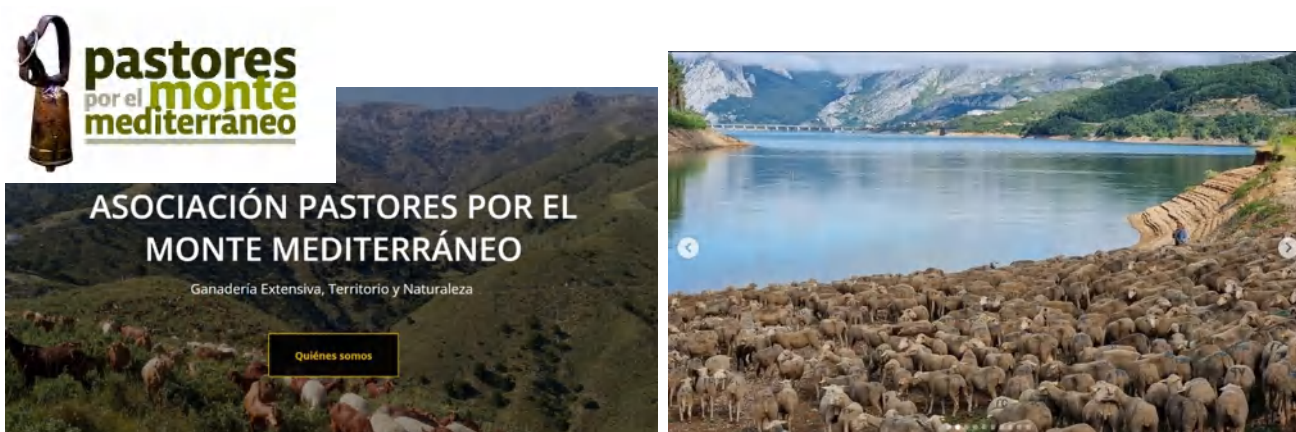 pastores
por el monte
mediterráneo
ASOCIACIÓN PASTORES POR EL
MONTE MEDITERRÁNEO
Ganadería Extensiva, Territorio y Naturaleza
Quiénes somos